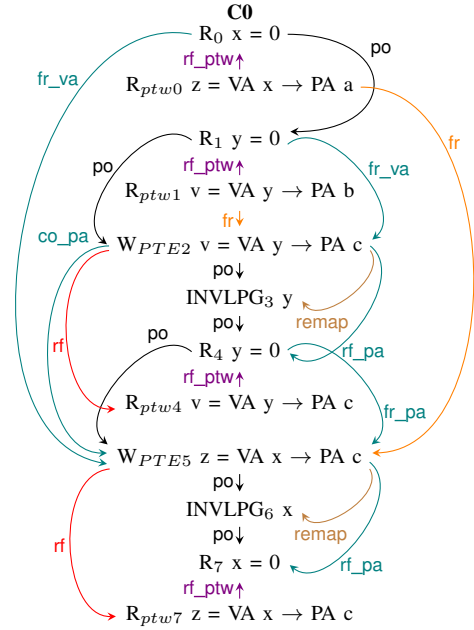 C0
R0 x = 0
po
rf_ptw
fr_va
Rptw0 z = VA x → PA a
fr
R1 y = 0
po
rf_ptw
fr_va
Rptw1 v = VA y → PA b
fr
co_pa
WPTE2 v = VA y → PA c
po
INVLPG3 y
remap
po
po
R4 y = 0
rf_pa
rf_ptw
rf
Rptw4 v = VA y → PA c
fr_pa
WPTE5 z = VA x → PA c
po
INVLPG6 x
remap
po
rf
R7 x = 0
rf_pa
rf_ptw
Rptw7 z = VA x → PA c